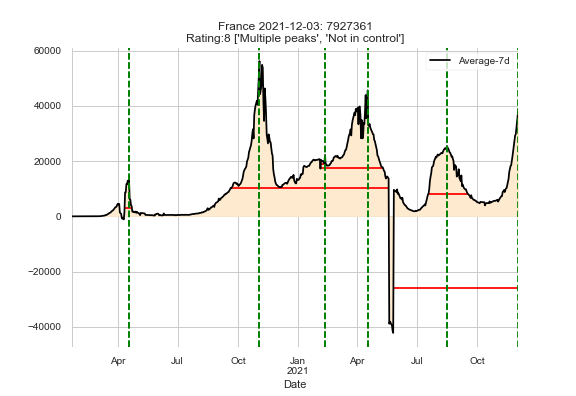 France 2021-12-03: 7927361
Rating:8 ['Multiple peaks', 'Not in control']
Average-7d
60000
40000
20000
0
−20000
−40000
Apr Jul Oct Jan Apr Jul Oct
2021
Date